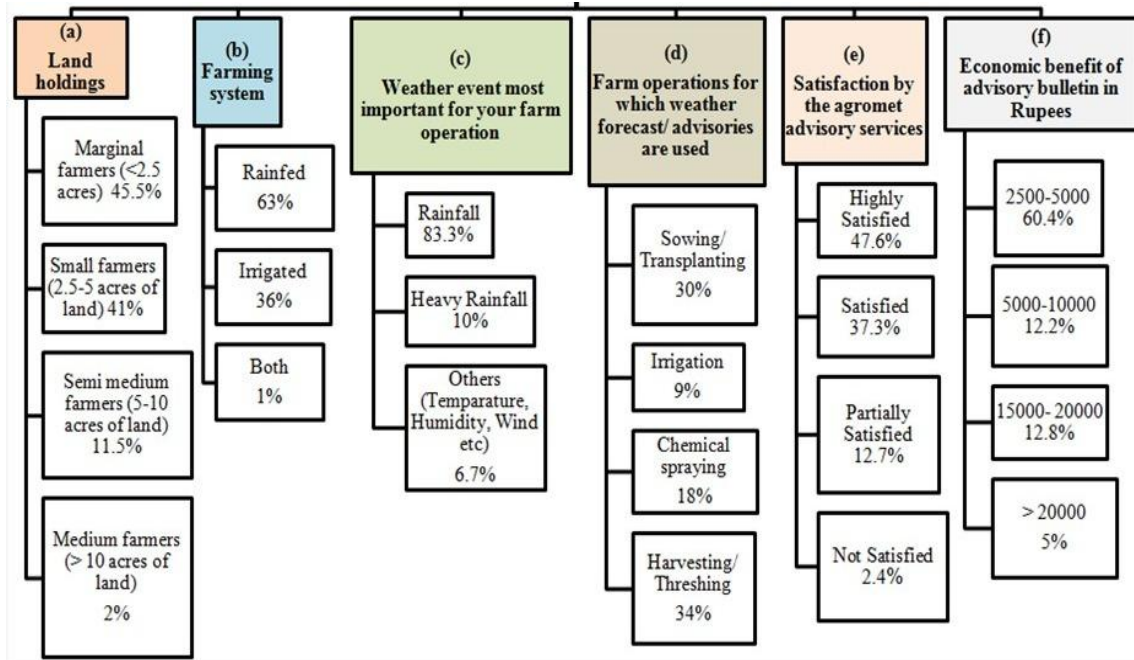 (a)
Land
holdings
Marginal
farmers (<2.5
acres) 45.5%
Small farmers
(2.5-5 acres of
land) 41%
Semi medium
farmers (5-10
acres of land)
11.5%
Medium farmers
(> 10 acres of
land)
2%
(b)
Farming
system
Rainfed
63%
Irrigated
36%
Both
1%
(c)
Weather event most
important for your farm
operation
Rainfall
83.3%
Heavy Rainfall
10%
Others
(Temparature,
Humidity, Wind
etc)
6.7%
(d)
Farm operations for
which weather
forecast/ advisories
are used
Sowing/
Transplanting
30%
Irrigation
9%
Chemical
spraying
18%
Harvesting/
Threshing
34%
(e)
Satisfaction by
the agromet
advisory services
Highly
Satisfied
47.6%
Satisfied
37.3%
Partially
Satisfied
12.7%
Not Satisfied
2.4%
(f)
Economic benefit of
advisory bulletin in
Rupees
2500-5000
60.4%
5000-10000
12.2%
15000- 20000
12.8%
> 20000
5%